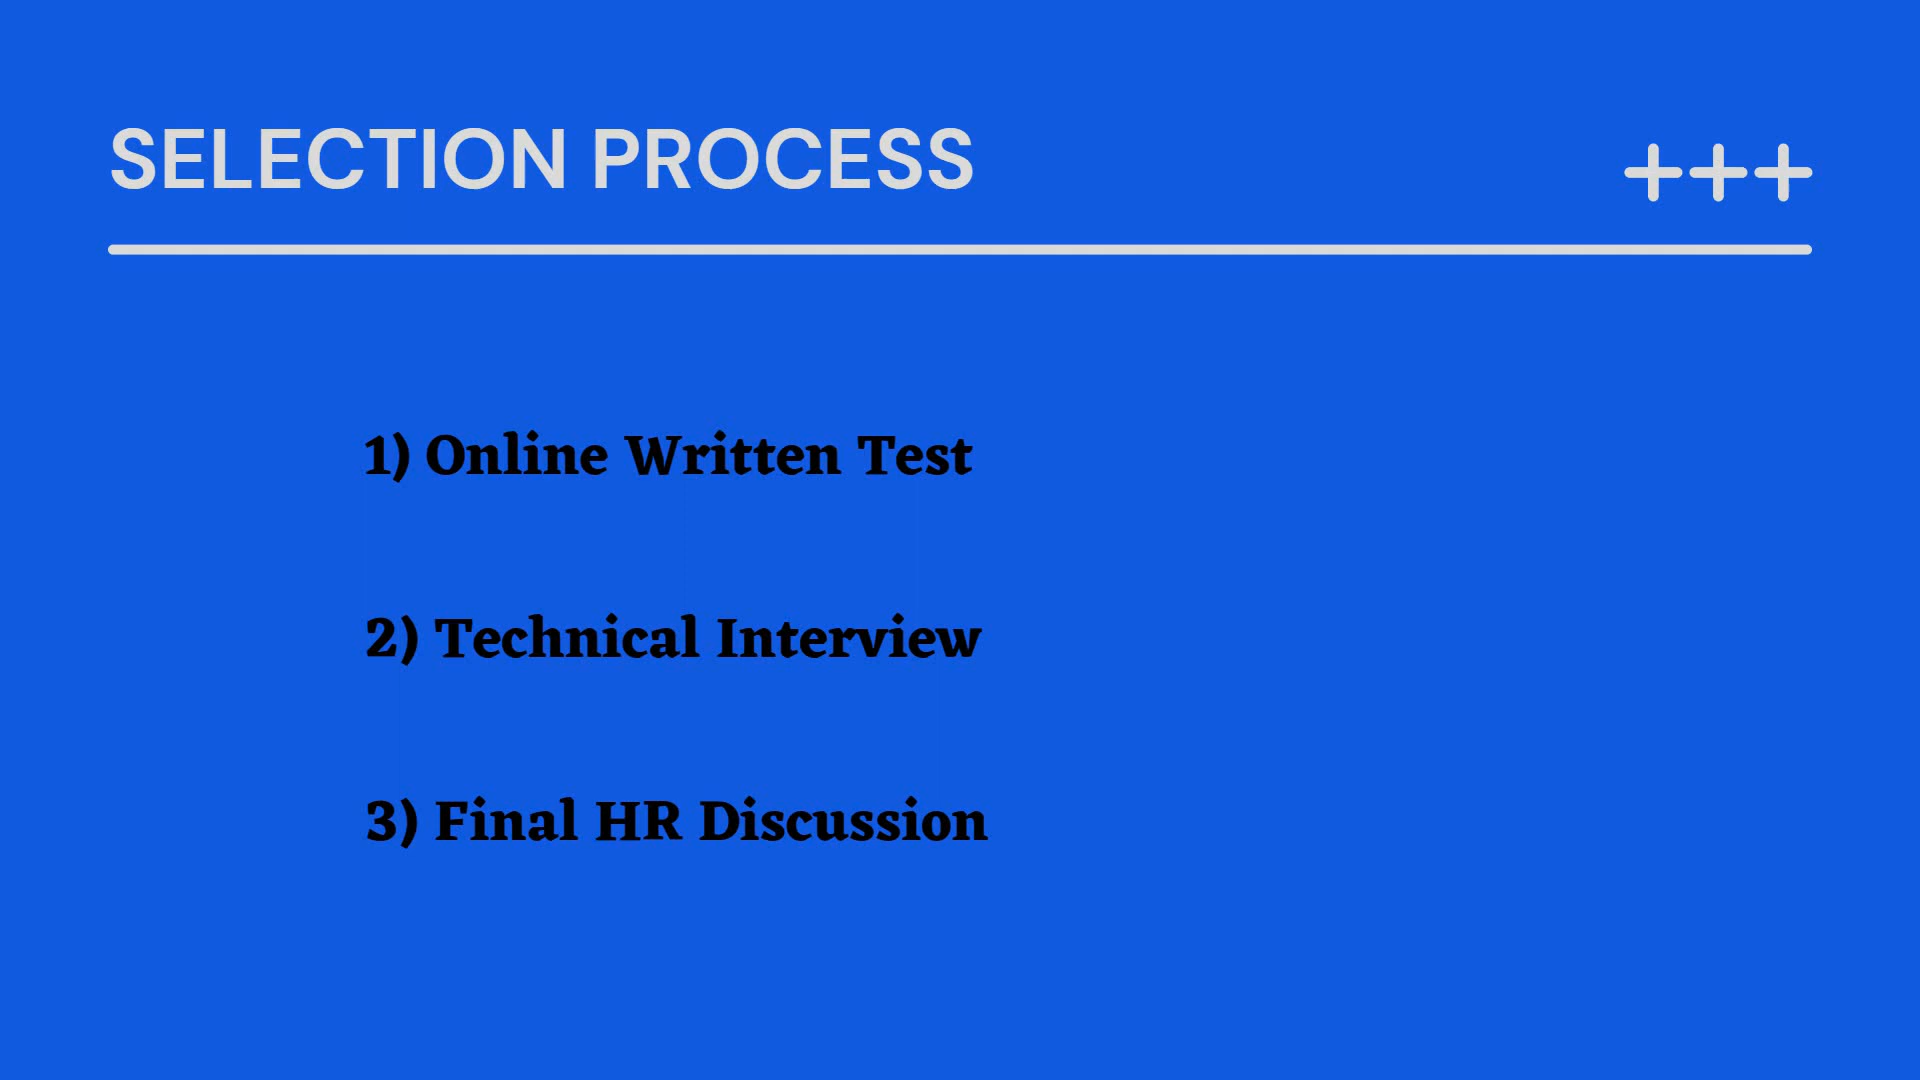 SELECTION PROCESS
+++
1) Online Written Test
2) Technical Interview
3) Final HR Discussion